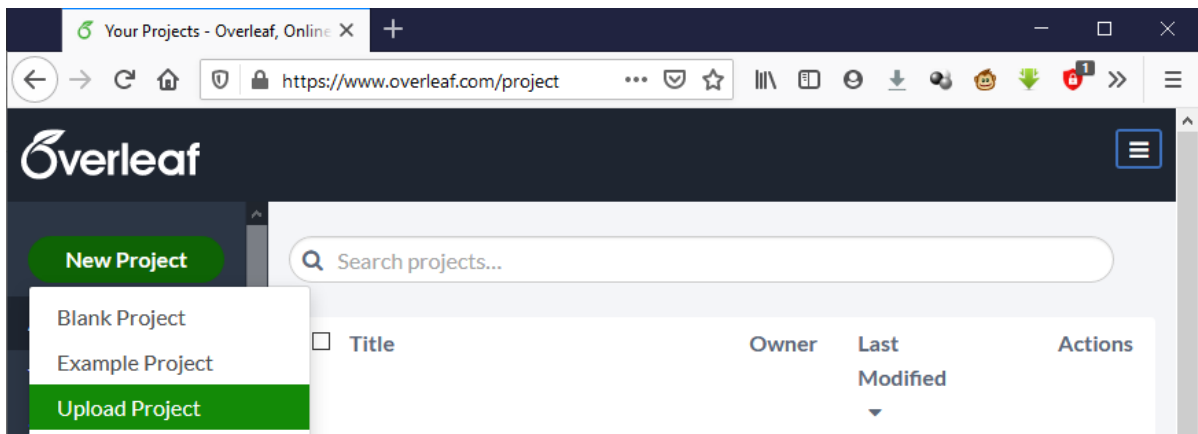 Your Projects - Overleaf, Online
https://www.overleaf.com/project
1
Overleaf
New Project
Search projects...
Blank Project
Example Project
Upload Project
Title
Owner
Last
Modified
Actions